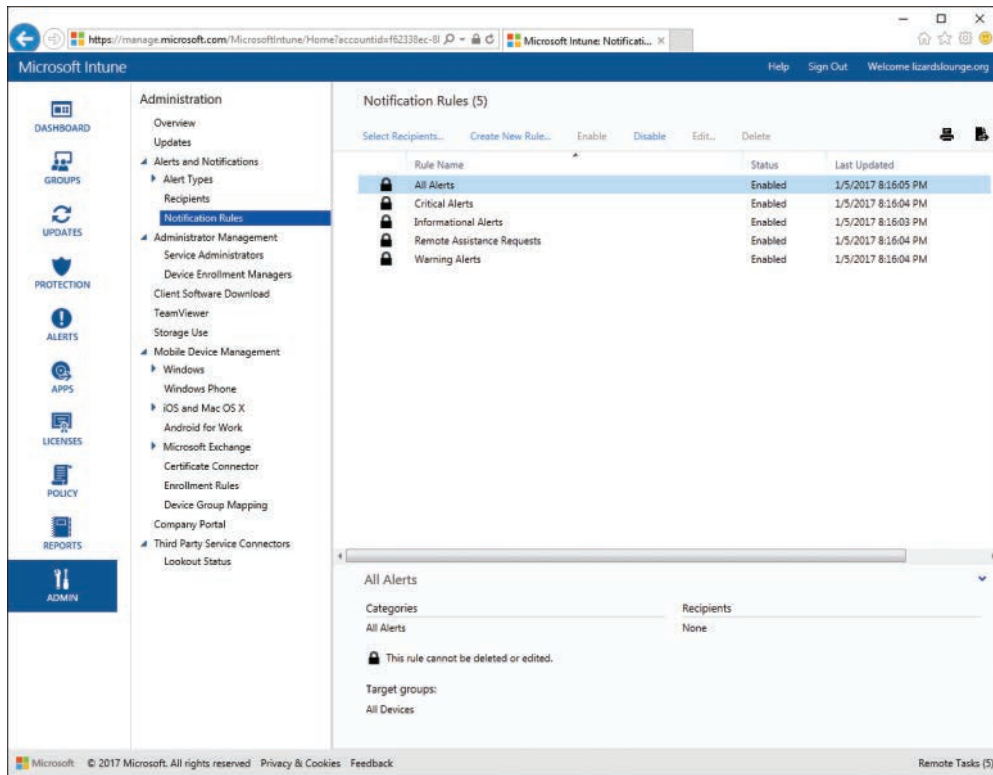 https://manage.microsoft.com/MicrosoftIntune/Home?accountid=f62338ec-8l
Microsoft Intune: Notificati...
Microsoft Intune
Help Sign Out Welcome lizardslounge.org
DASHBOARD
GROUPS
UPDATES
PROTECTION
ALERTS
APPS
LICENSES
POLICY
REPORTS
ADMIN
Administration
Overview
Updates
Alerts and Notifications
Alert Types
Recipients
Notification Rules
Administrator Management
Service Administrators
Device Enrollment Managers
Client Software Download
TeamViewer
Storage Use
Mobile Device Management
Windows
Windows Phone
iOS and Mac OS X
Android for Work
Microsoft Exchange
Certificate Connector
Enrollment Rules
Device Group Mapping
Company Portal
Third Party Service Connectors
Lookout Status
Notification Rules (5)
Select Recipients... Create New Rule... Enable Disable Edit... Delete
Rule Name Status Last Updated
All Alerts Enabled 1/5/2017 8:16:05 PM
Critical Alerts Enabled 1/5/2017 8:16:04 PM
Informational Alerts Enabled 1/5/2017 8:16:03 PM
Remote Assistance Requests Enabled 1/5/2017 8:16:04 PM
Warning Alerts Enabled 1/5/2017 8:16:04 PM
All Alerts
Categories Recipients
All Alerts None
This rule cannot be deleted or edited.
Target groups:
All Devices
Microsoft © 2017 Microsoft. All rights reserved Privacy & Cookies Feedback Remote Tasks (5)